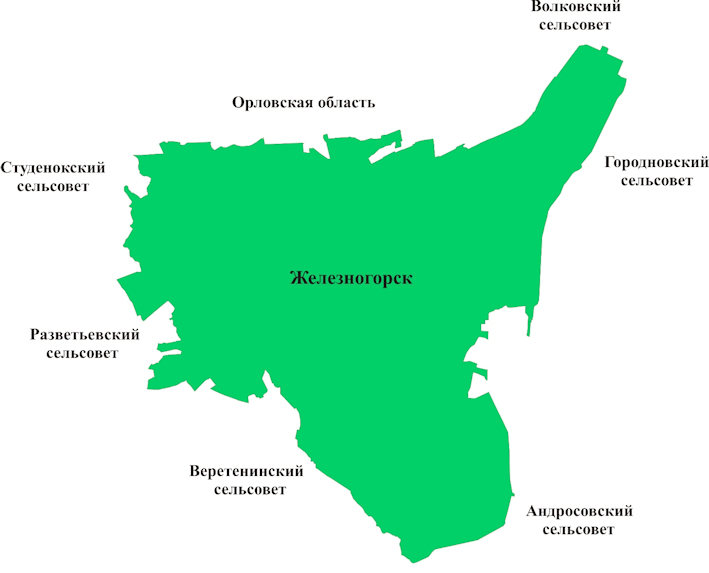 Волковский
сельсовет
Орловская область
Студенокский
сельсовет
Городновский
сельсовет
Железногорск
Разветьевский
сельсовет
Веретенинский
сельсовет
Андросовский
сельсовет